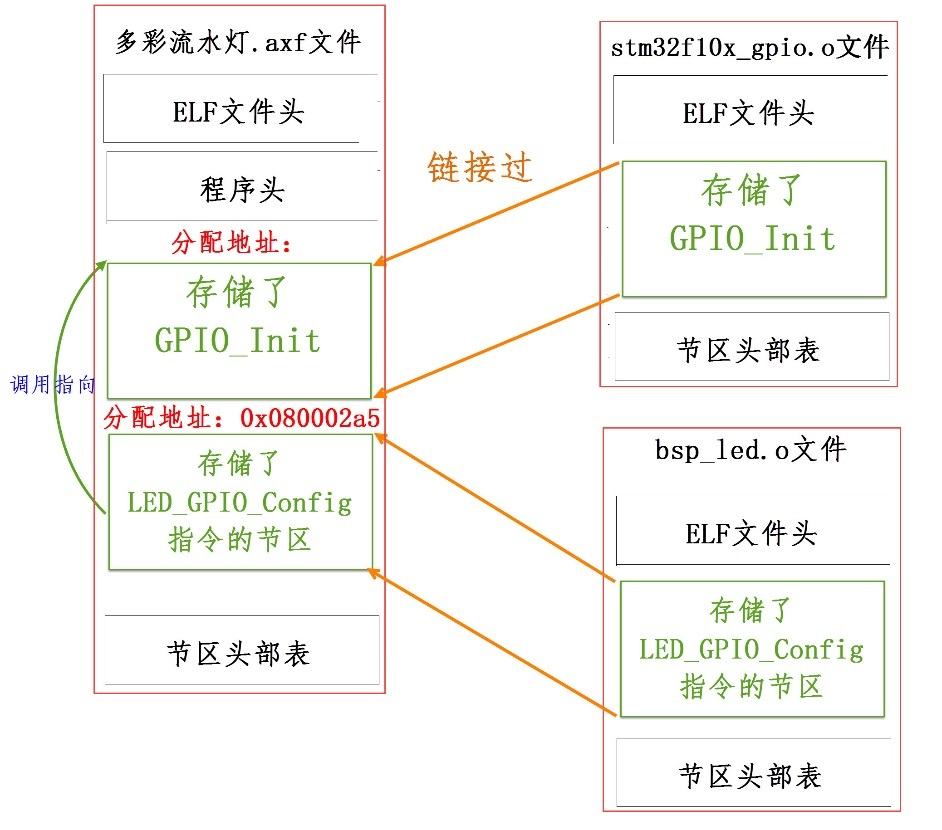 多彩流水灯.axf文件
ELF文件头
程序头
分配地址:
存储了
GPIO_Init
调用指向
分配地址: 0x080002a5
存储了
LED_GPIO_Config
指令的节区
节区头部表
链接过
stm32f10x_gpio.o文件
ELF文件头
存储了
GPIO_Init
节区头部表
bsp_led.o文件
ELF文件头
存储了
LED_GPIO_Config
指令的节区
节区头部表